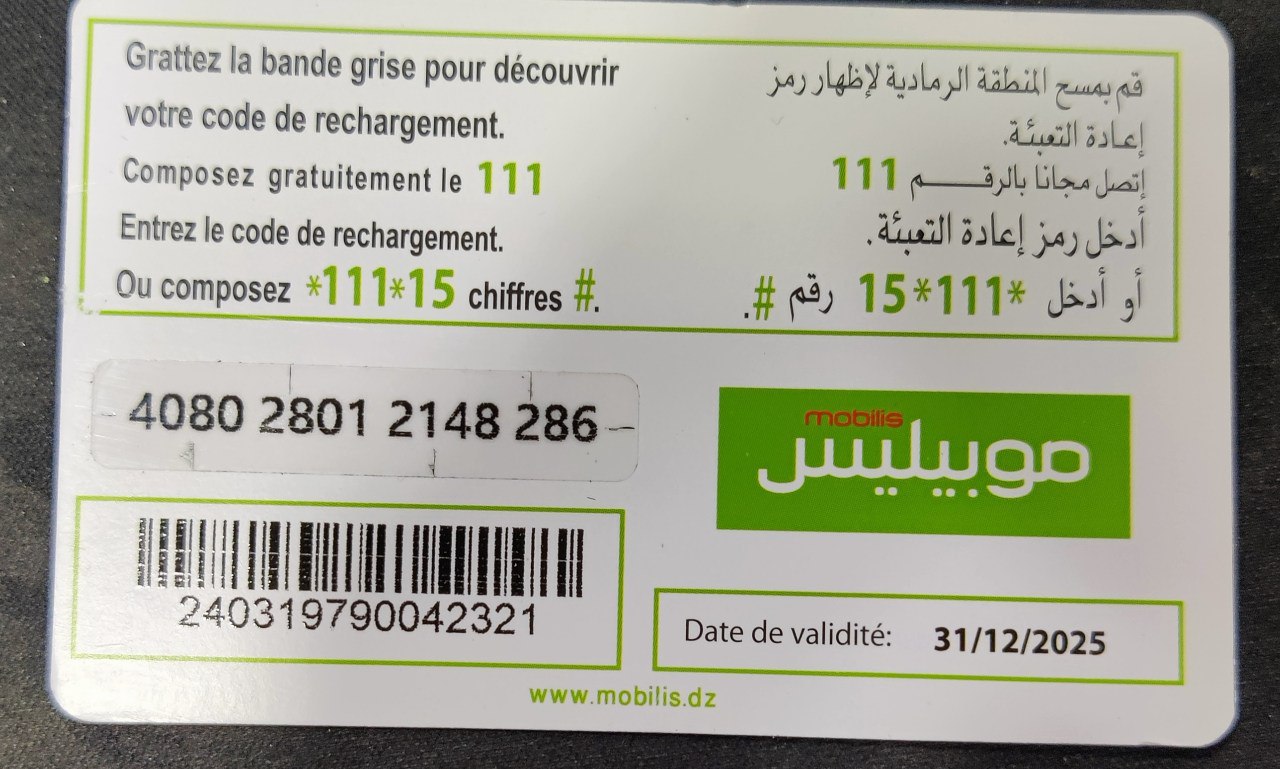 Grattez la bande grise pour découvrir
votre code de rechargement.
Composez gratuitement le 111
Entrez le code de rechargement.
Ou composez *111*15 chiffres #.
قم بمسح المنطقة الرمادية لإظهار رمز
إعادة التعبئة.
إتصل مجانا بالرقـــــم 111
أدخل رمز إعادة التعبئة.
أو أدخل *111*15 رقم #.
4080 2801 2148 286
mobilis
موبيليس
240319790042321
Date de validité: 31/12/2025
www.mobilis.dz